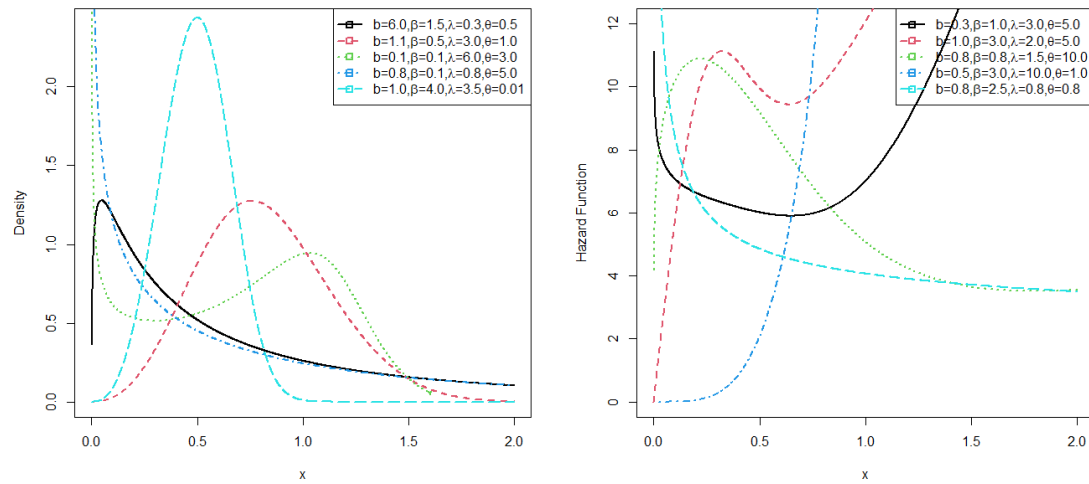 b=6.0,β=1.5,λ=0.3,θ=0.5
b=1.1,β=0.5,λ=3.0,θ=1.0
b=0.1,β=0.1,λ=6.0,θ=3.0
b=0.8,β=0.1,λ=0.8,θ=5.0
b=1.0,β=4.0,λ=3.5,θ=0.01
Density
2.0
1.5
1.0
0.5
0.0
0.0 0.5 1.0 1.5 2.0
x
b=0.3,β=1.0,λ=3.0,θ=5.0
b=1.0,β=3.0,λ=2.0,θ=5.0
b=0.8,β=0.8,λ=1.5,θ=10.0
b=0.5,β=3.0,λ=10.0,θ=1.0
b=0.8,β=2.5,λ=0.8,θ=0.8
Hazard Function
12
10
8
6
4
2
0
0.0 0.5 1.0 1.5 2.0
x